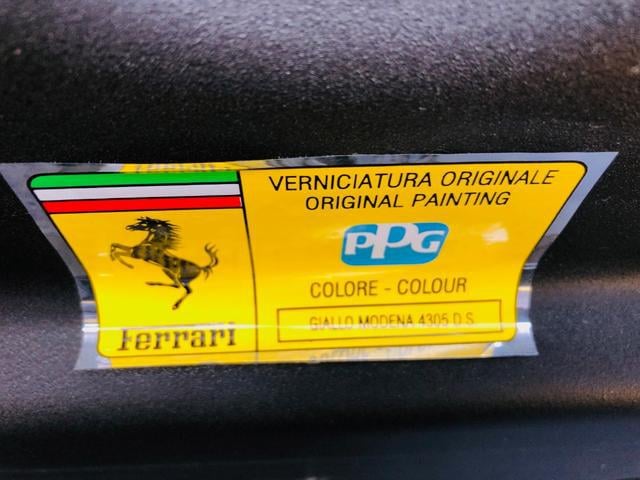 VERNICIATURA ORIGINALE
ORIGINAL PAINTING
PPG
COLORE - COLOUR
GIALLO MODENA 4305 D.S.
Ferrari